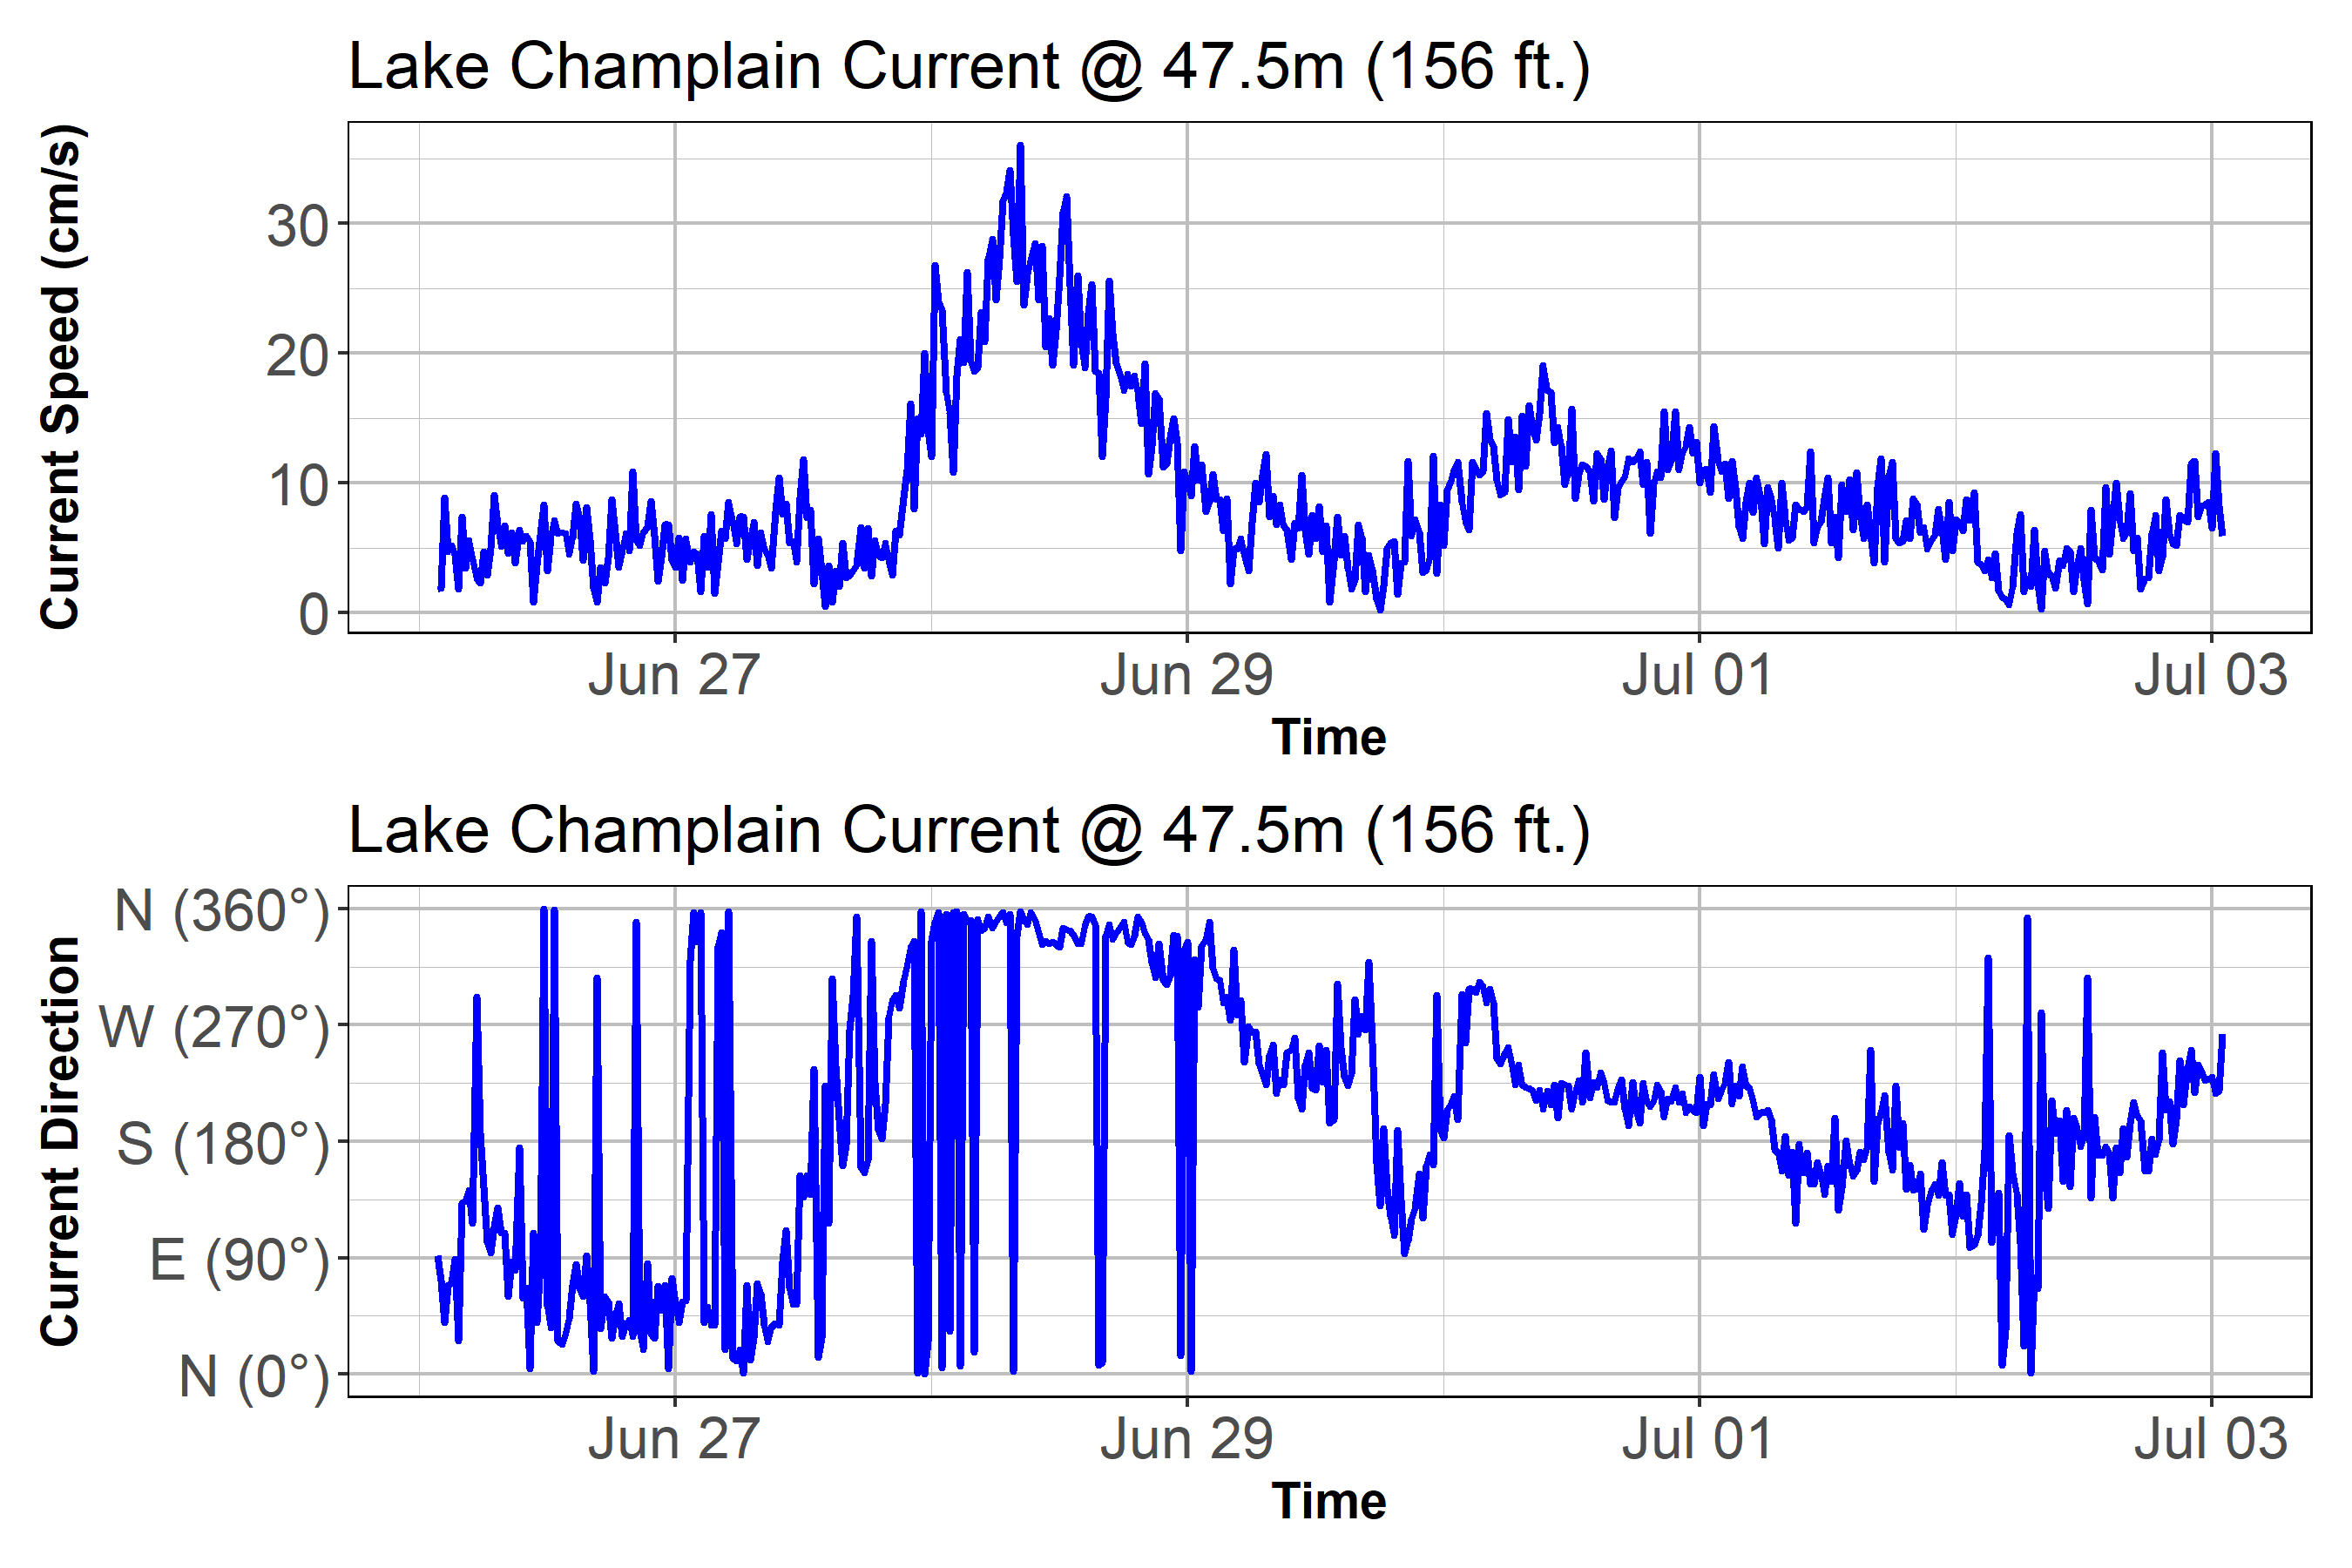 Lake Champlain Current @ 47.5m (156 ft.)
Current Speed (cm/s)
30
20
10
0
Jun 27 Jun 29 Jul 01 Jul 03
Time
Lake Champlain Current @ 47.5m (156 ft.)
Current Direction
N (360°)
W (270°)
S (180°)
E (90°)
N (0°)
Jun 27 Jun 29 Jul 01 Jul 03
Time